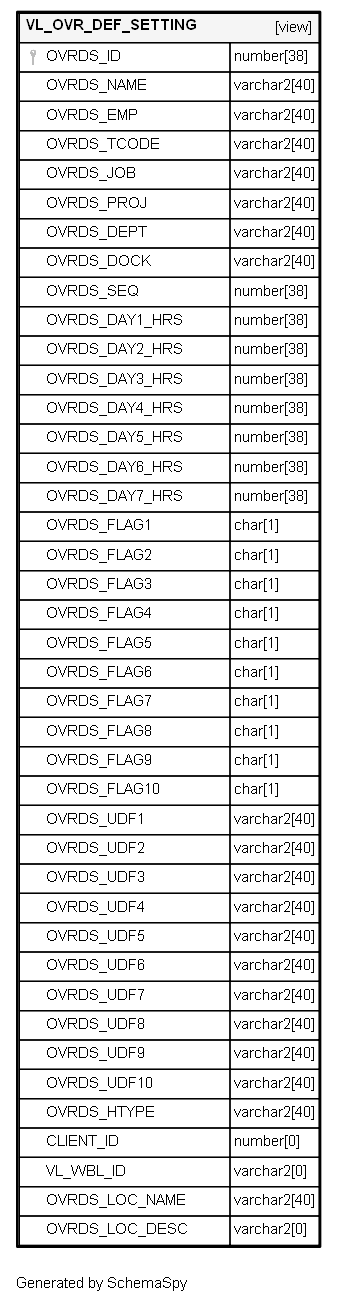 VL_OVR_DEF_SETTING [view]
OVRDS_ID number[38]
OVRDS_NAME varchar2[40]
OVRDS_EMP varchar2[40]
OVRDS_TCODE varchar2[40]
OVRDS_JOB varchar2[40]
OVRDS_PROJ varchar2[40]
OVRDS_DEPT varchar2[40]
OVRDS_DOCK varchar2[40]
OVRDS_SEQ number[38]
OVRDS_DAY1_HRS number[38]
OVRDS_DAY2_HRS number[38]
OVRDS_DAY3_HRS number[38]
OVRDS_DAY4_HRS number[38]
OVRDS_DAY5_HRS number[38]
OVRDS_DAY6_HRS number[38]
OVRDS_DAY7_HRS number[38]
OVRDS_FLAG1 char[1]
OVRDS_FLAG2 char[1]
OVRDS_FLAG3 char[1]
OVRDS_FLAG4 char[1]
OVRDS_FLAG5 char[1]
OVRDS_FLAG6 char[1]
OVRDS_FLAG7 char[1]
OVRDS_FLAG8 char[1]
OVRDS_FLAG9 char[1]
OVRDS_FLAG10 char[1]
OVRDS_UDF1 varchar2[40]
OVRDS_UDF2 varchar2[40]
OVRDS_UDF3 varchar2[40]
OVRDS_UDF4 varchar2[40]
OVRDS_UDF5 varchar2[40]
OVRDS_UDF6 varchar2[40]
OVRDS_UDF7 varchar2[40]
OVRDS_UDF8 varchar2[40]
OVRDS_UDF9 varchar2[40]
OVRDS_UDF10 varchar2[40]
OVRDS_HTYPE varchar2[40]
CLIENT_ID number[0]
VL_WBL_ID varchar2[0]
OVRDS_LOC_NAME varchar2[40]
OVRDS_LOC_DESC varchar2[0]
Generated by SchemaSpy